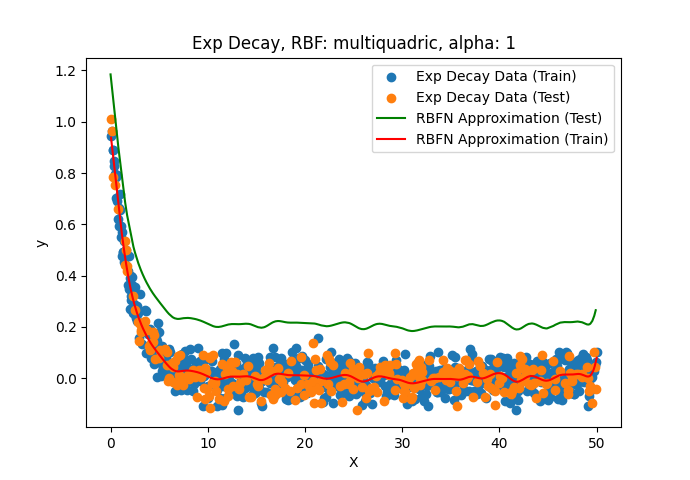 Exp Decay, RBF: multiquadric, alpha: 1
Exp Decay Data (Train)
Exp Decay Data (Test)
RBFN Approximation (Test)
RBFN Approximation (Train)
y
1.2
1.0
0.8
0.6
0.4
0.2
0.0
0 10 20 30 40 50
X